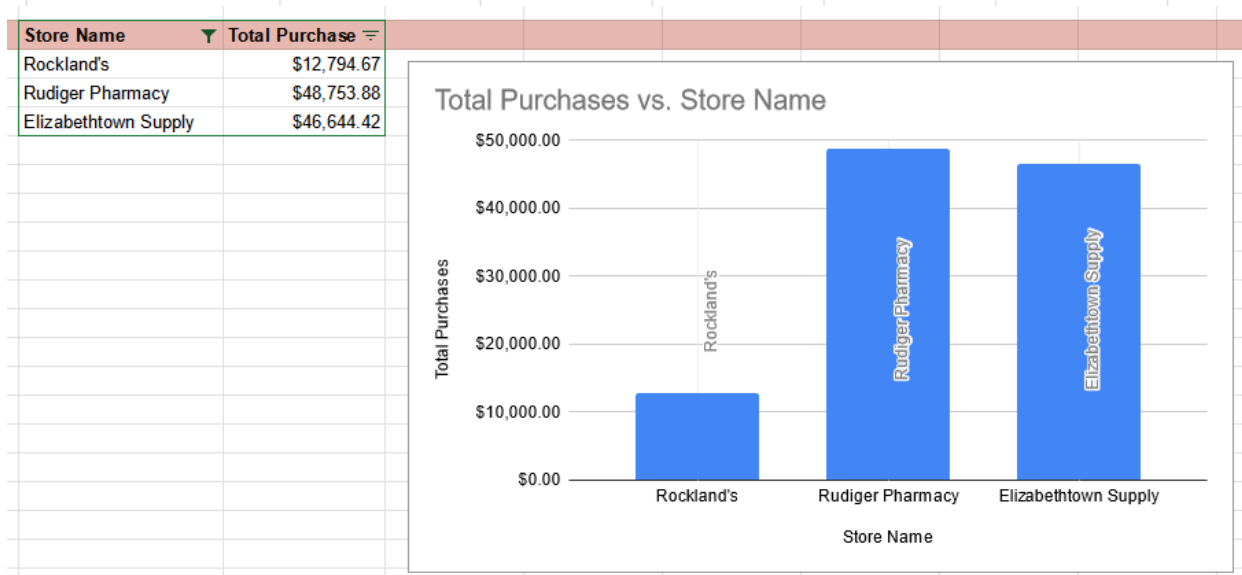 Store Name Total Purchase
Rockland's $12,794.67
Rudiger Pharmacy $48,753.88
Elizabethtown Supply $46,644.42
Total Purchases vs. Store Name
$50,000.00
$40,000.00
$30,000.00
$20,000.00
$10,000.00
$0.00
Total Purchases
Rockland's
Rudiger Pharmacy
Elizabethtown Supply
Rockland's Rudiger Pharmacy Elizabethtown Supply
Store Name